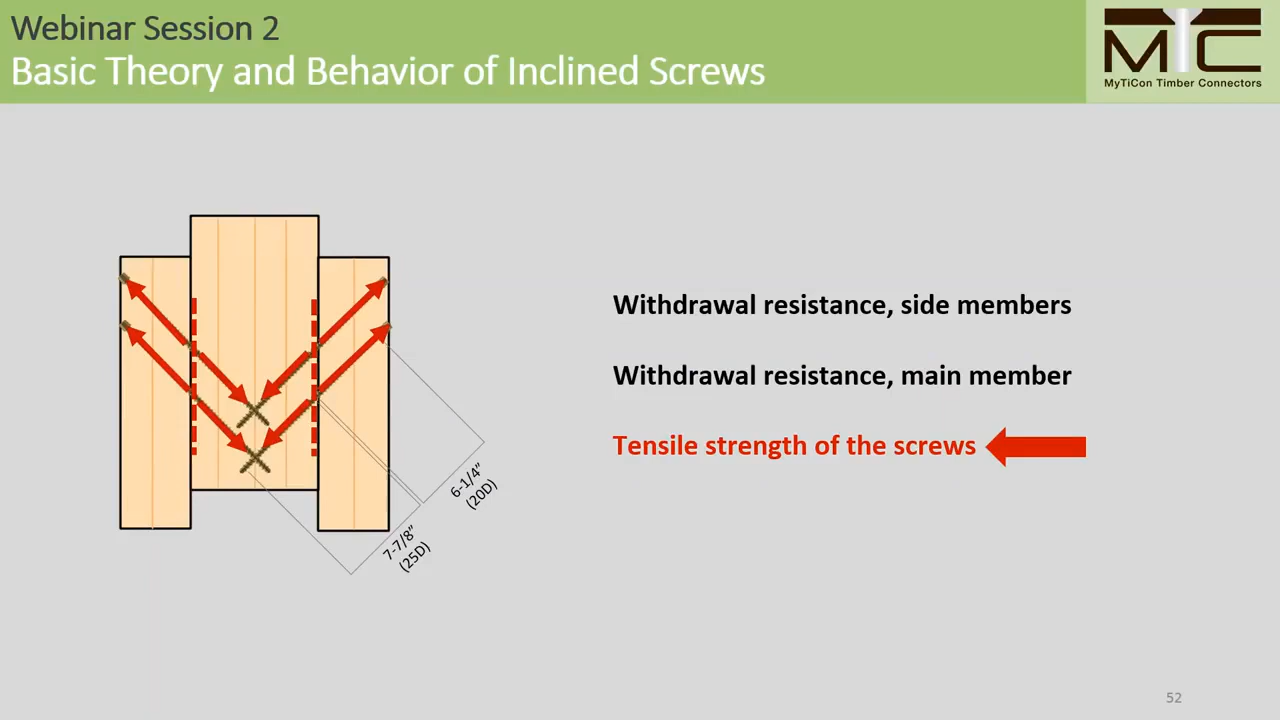 Webinar Session 2
Basic Theory and Behavior of Inclined Screws
MTC
MyTiCon Timber Connectors
Withdrawal resistance, side members
Withdrawal resistance, main member
Tensile strength of the screws
6-1/4”
(20D)
7-7/8”
(25D)
52